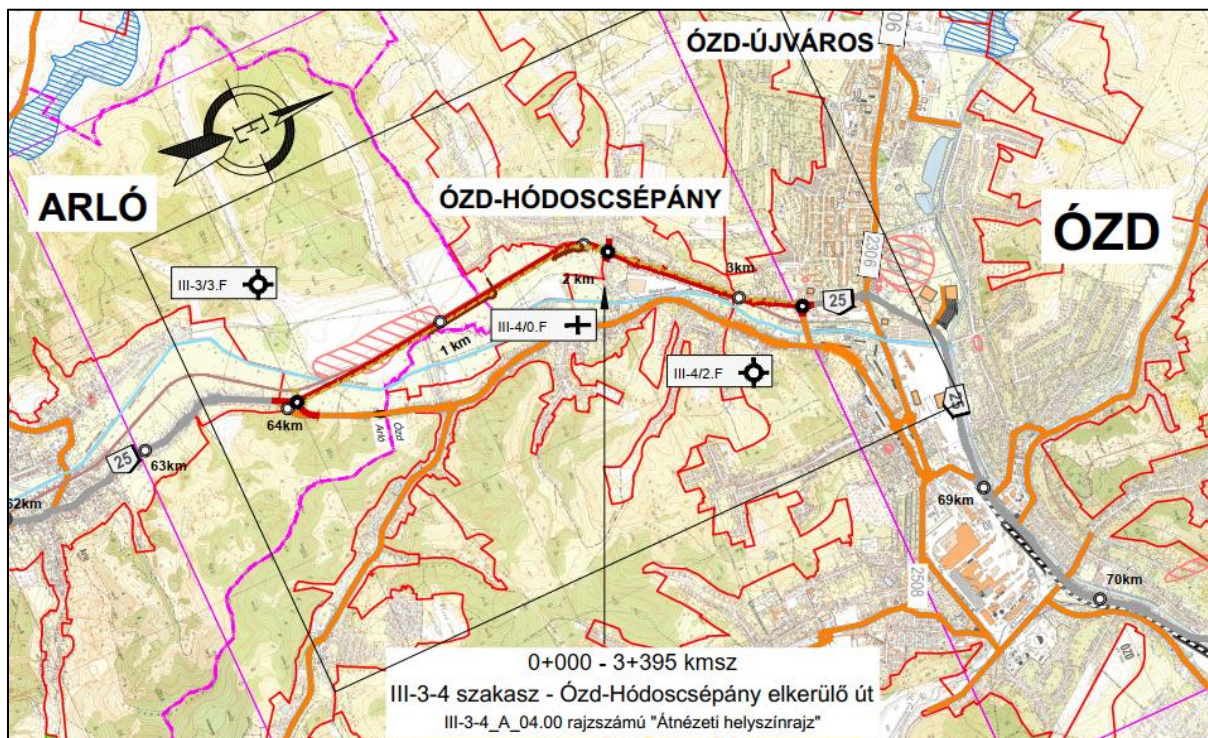 ÓZD-ÚJVÁROS
ARLÓ
ÓZD-HÓDOSCSÉPÁNY
ÓZD
2306
III-3/3.F
2 km
3km
25
III-4/0.F
1 km
III-4/2.F
64km
Ózd
Arló
25
63km
25
62km
69km
2508
70km
ÓZD
0+000 - 3+395 kmsz
III-3-4 szakasz - Ózd-Hódoscsépány elkerülő út
III-3-4_A_04.00 rajzszámú "Átnézeti helyszínrajz"